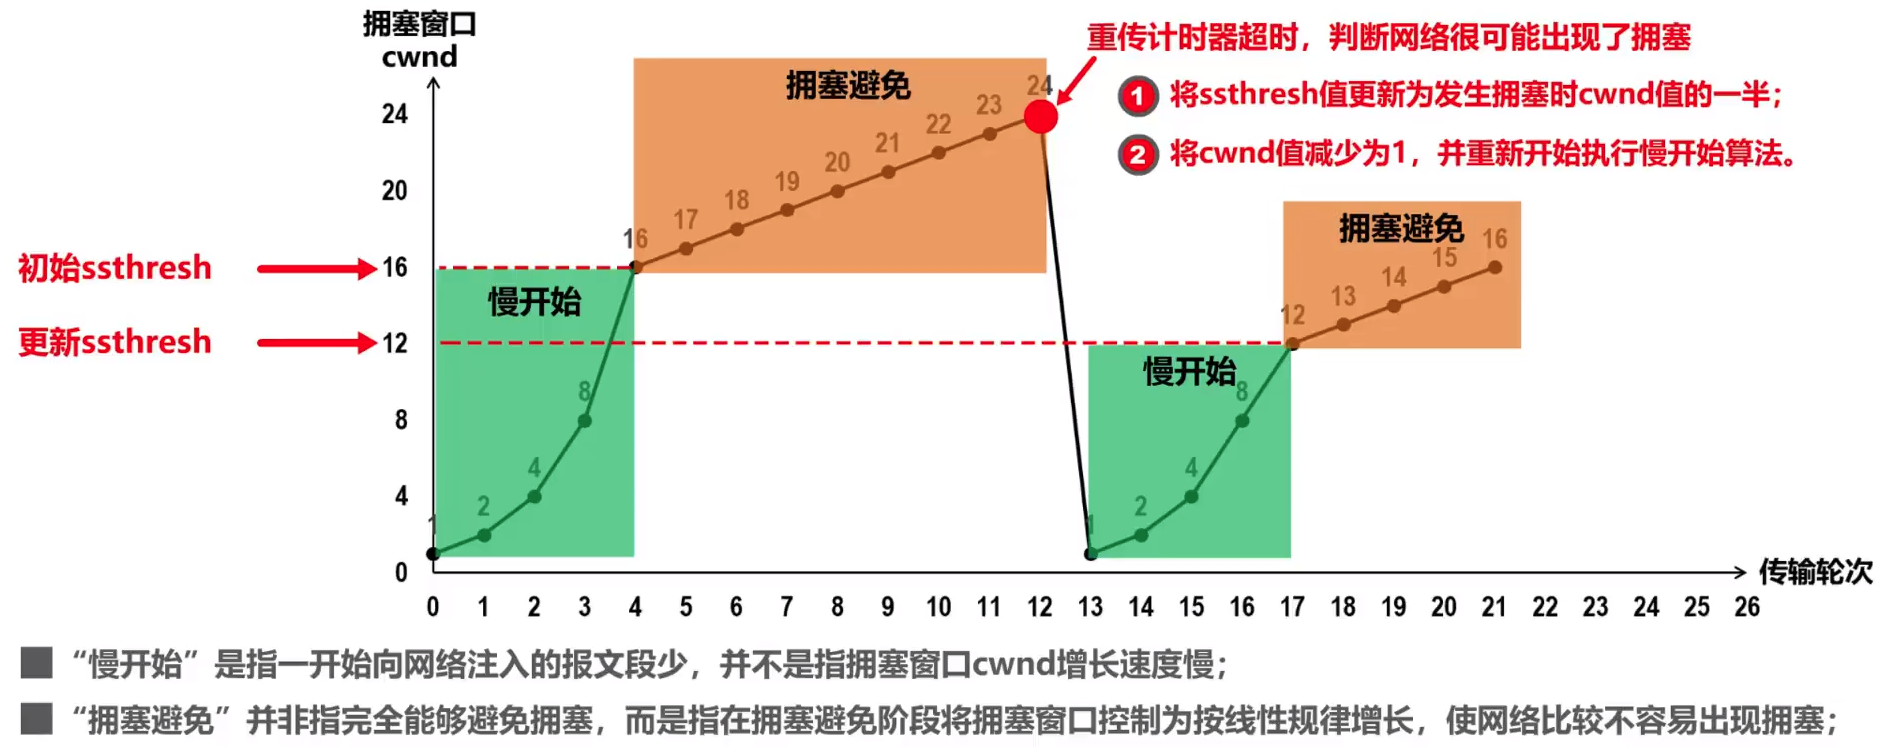 拥塞窗口
cwnd
重传计时器超时，判断网络很可能出现了拥塞
1 将ssthresh值更新为发生拥塞时cwnd值的一半；
2 将cwnd值减少为1，并重新开始执行慢开始算法。
拥塞避免
24
20
16
12
8
4
0
初始ssthresh
更新ssthresh
慢开始
1 2 4 8 16 17 18 19 20 21 22 23 24
慢开始
拥塞避免
1 2 4 8 12 13 14 15 16
0 1 2 3 4 5 6 7 8 9 10 11 12 13 14 15 16 17 18 19 20 21 22 23 24 25 26
传输轮次
“慢开始”是指一开始向网络注入的报文段少，并不是指拥塞窗口cwnd增长速度慢；
“拥塞避免”并非指完全能够避免拥塞，而是指在拥塞避免阶段将拥塞窗口控制为按线性规律增长，使网络比较不容易出现拥塞；